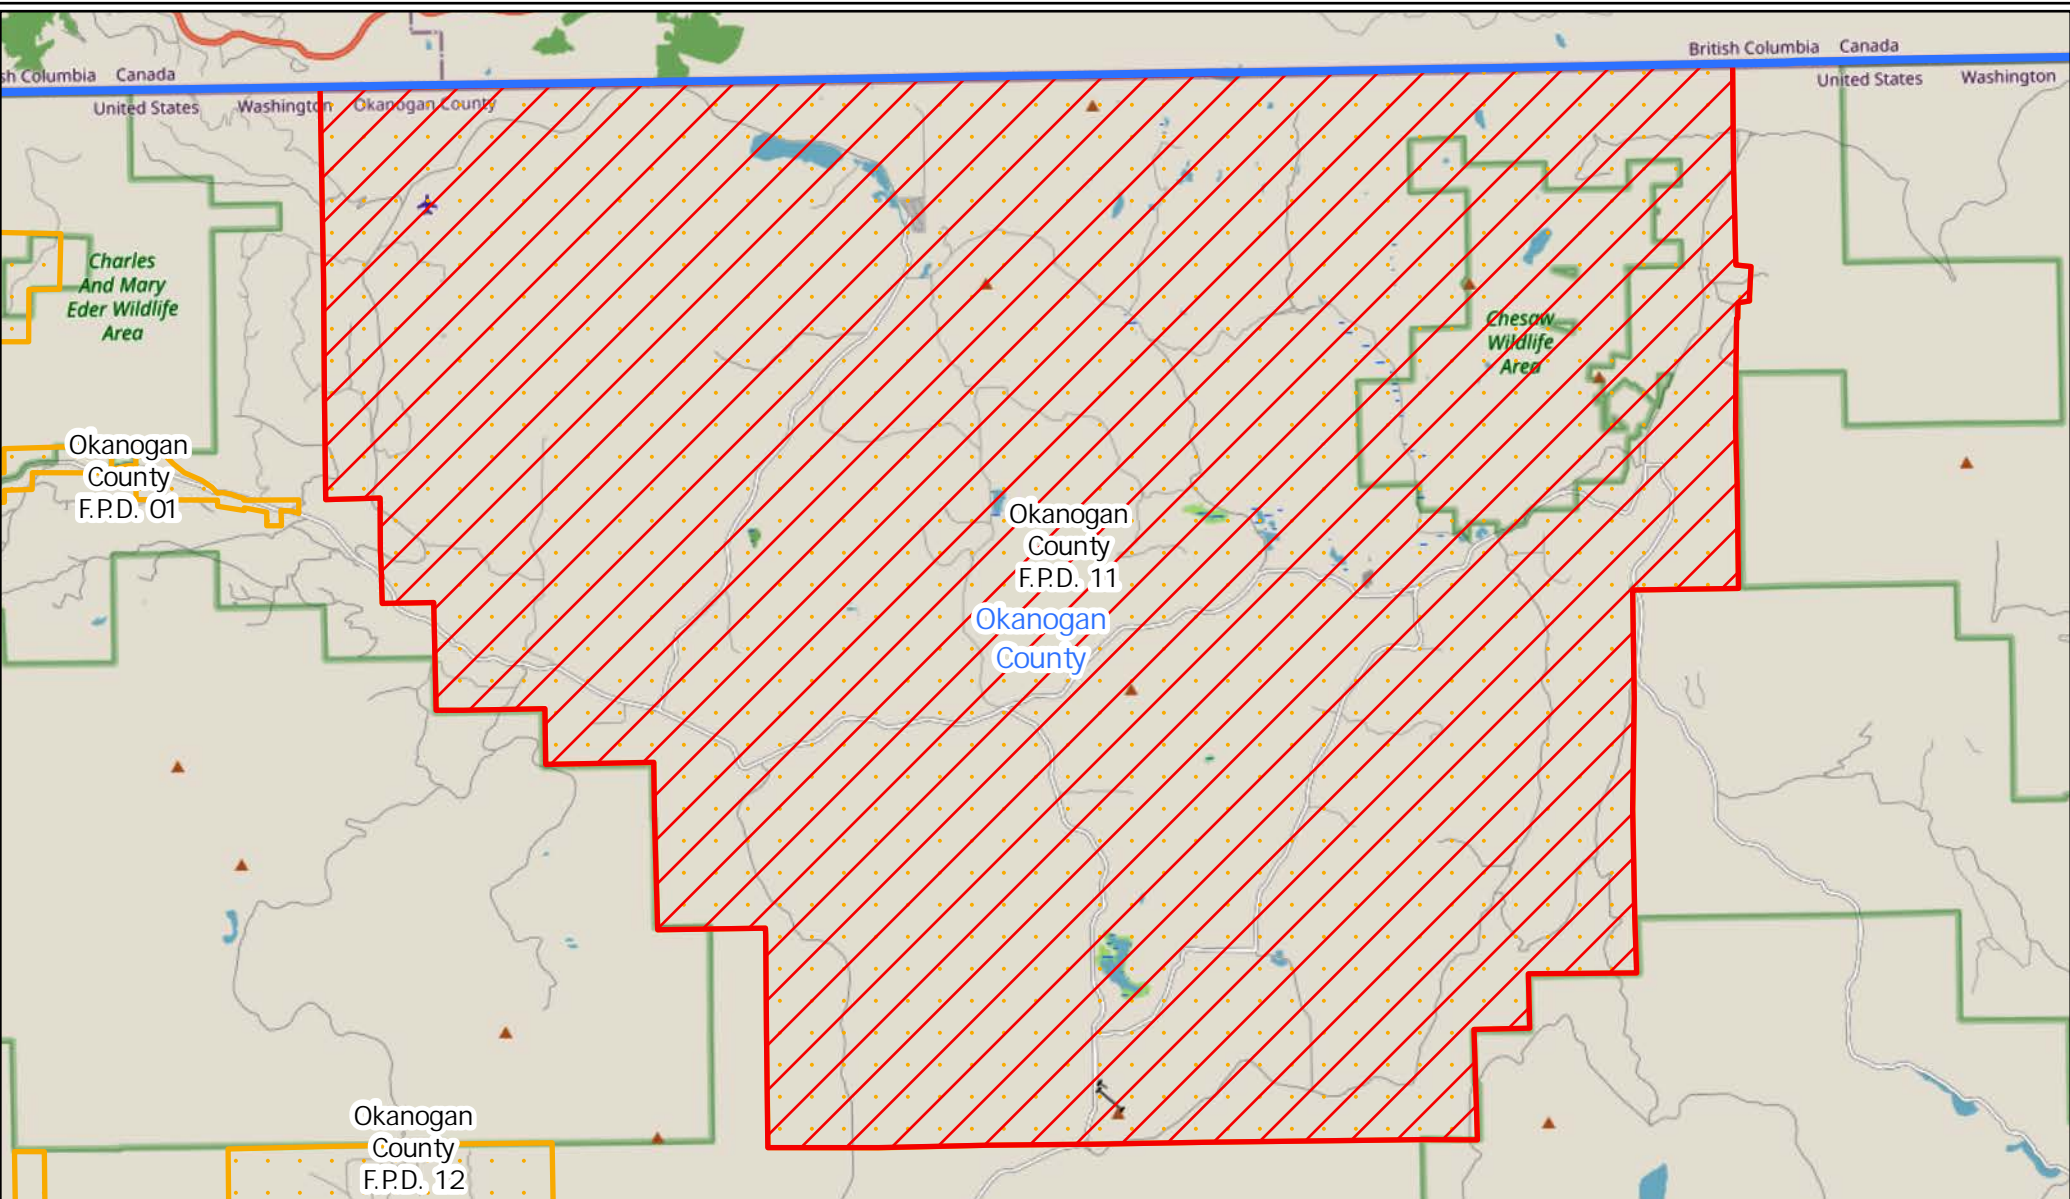 British Columbia Canada
sh Columbia Canada
United States Washington
United States Washington Okanogan County
Charles
And Mary
Eder Wildlife
Area
Chesaw
Wildlife
Area
Okanogan
County
F.P.D. 01
Okanogan
County
F.P.D. 11
Okanogan
County
Okanogan
County
F.P.D. 12